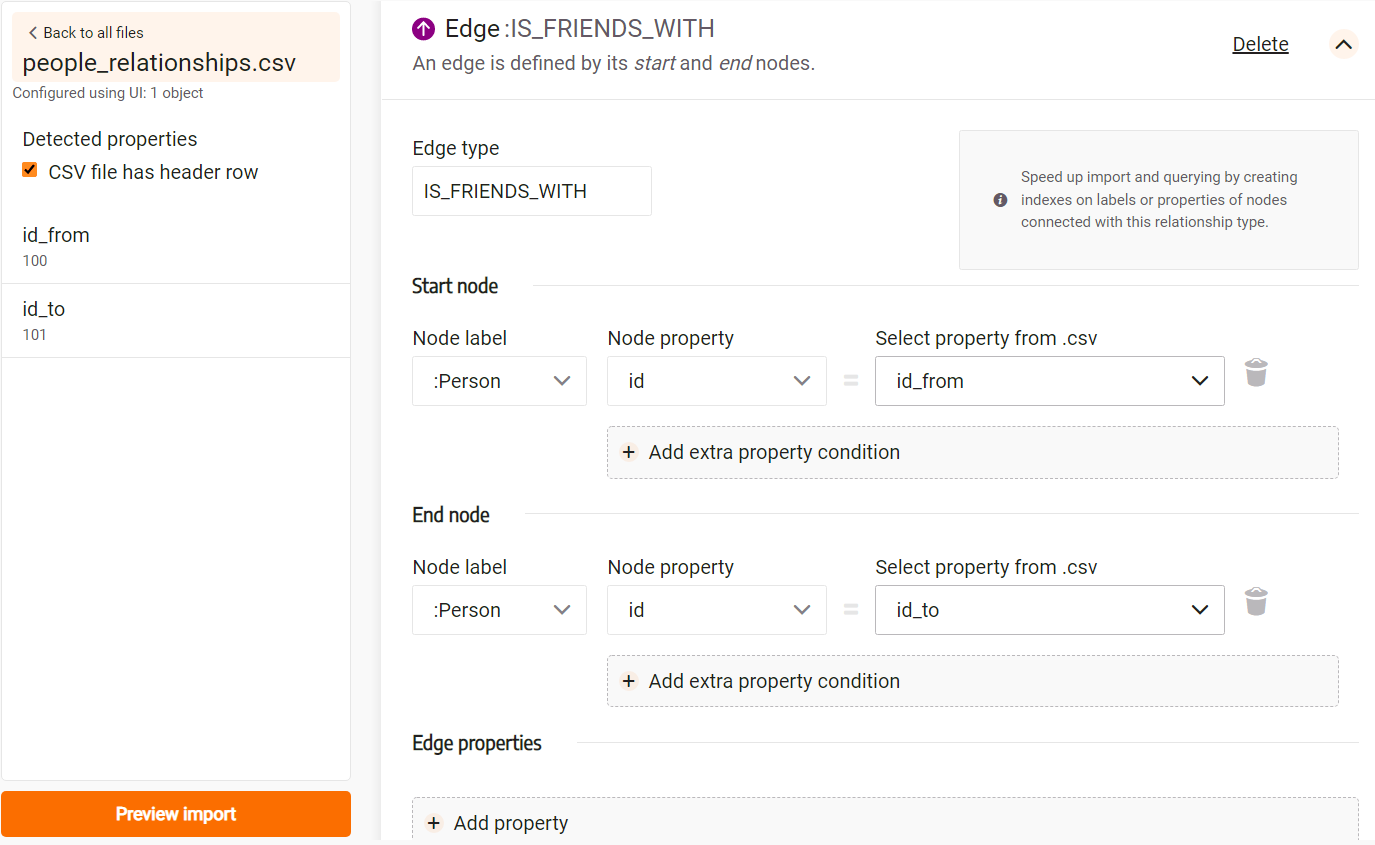 Back to all files
people_relationships.csv
Configured using UI: 1 object
Detected properties
CSV file has header row
id_from
100
id_to
101
Preview import
Edge :IS_FRIENDS_WITH
An edge is defined by its start and end nodes.
Delete
Edge type
IS_FRIENDS_WITH
Speed up import and querying by creating
indexes on labels or properties of nodes
connected with this relationship type.
Start node
Node label Node property Select property from .csv
:Person id = id_from
+ Add extra property condition
End node
Node label Node property Select property from .csv
:Person id = id_to
+ Add extra property condition
Edge properties
+ Add property